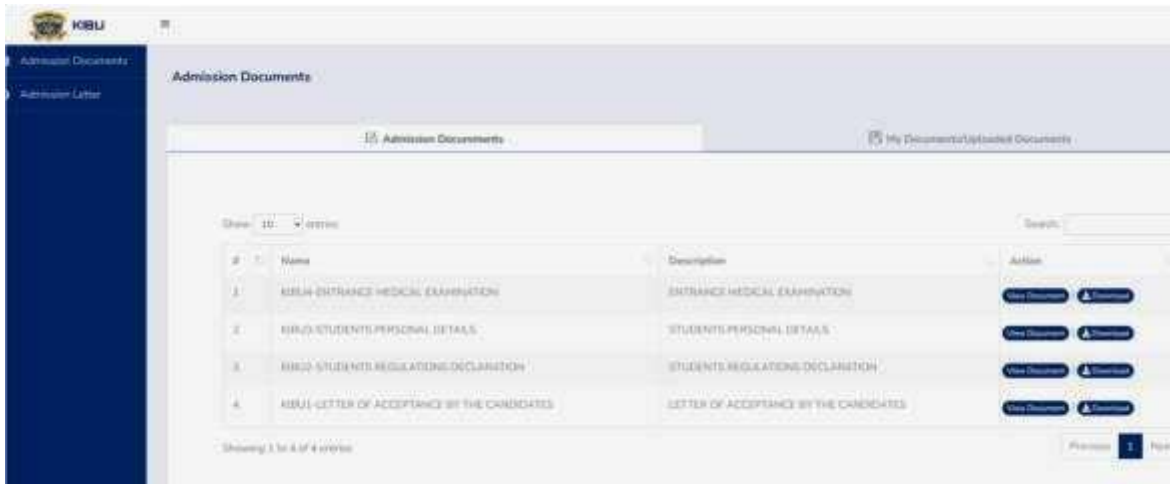 KIBU
Admission Documents
Admission Letter
Admission Documents
Admission Documments
My Documents/Uploaded Documents
Show 10 entries
Search:
# Name Description Action
1 KIBU4-ENTRANCE MEDICAL EXAMINATION ENTRANCE MEDICAL EXAMINATION View Document Download
2 KIBU3-STUDENTS PERSONAL DETAILS STUDENTS PERSONAL DETAILS View Document Download
3 KIBU2-STUDENTS REGULATIONS DECLARATION STUDENTS REGULATIONS DECLARATION View Document Download
4 KIBU1-LETTER OF ACCEPTANCE BY THE CANDIDATES LETTER OF ACCEPTANCE BY THE CANDIDATES View Document Download
Showing 1 to 4 of 4 entries
Previous 1